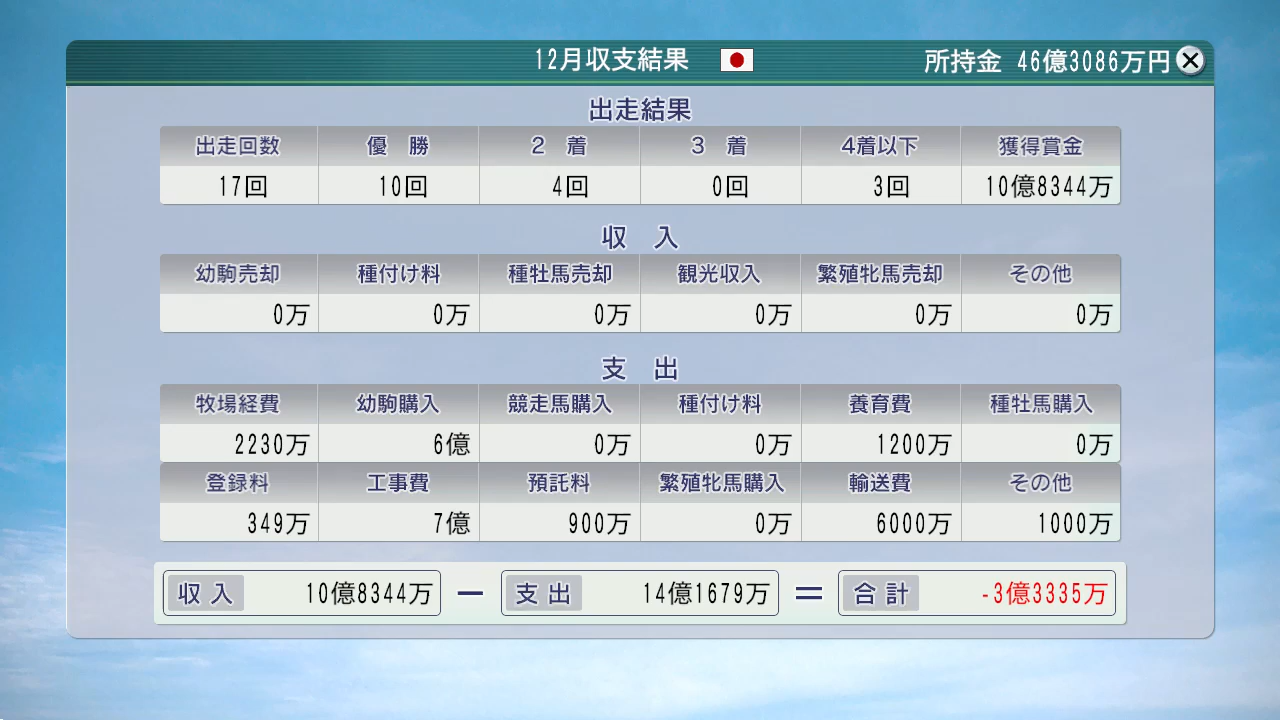 12月収支結果 所持金 46億3086万円
出走結果
出走回数 優 勝 2 着 3 着 4着以下 獲得賞金
17回 10回 4回 0回 3回 10億8344万
収 入
幼駒売却 種付け料 種牡馬売却 観光収入 繁殖牝馬売却 その他
0万 0万 0万 0万 0万 0万
支 出
牧場経費 幼駒購入 競走馬購入 種付け料 養育費 種牡馬購入
2230万 6億 0万 0万 1200万 0万
登録料 工事費 預託料 繁殖牝馬購入 輸送費 その他
349万 7億 900万 0万 6000万 1000万
収 入 10億8344万 － 支 出 14億1679万 ＝ 合 計 -3億3335万